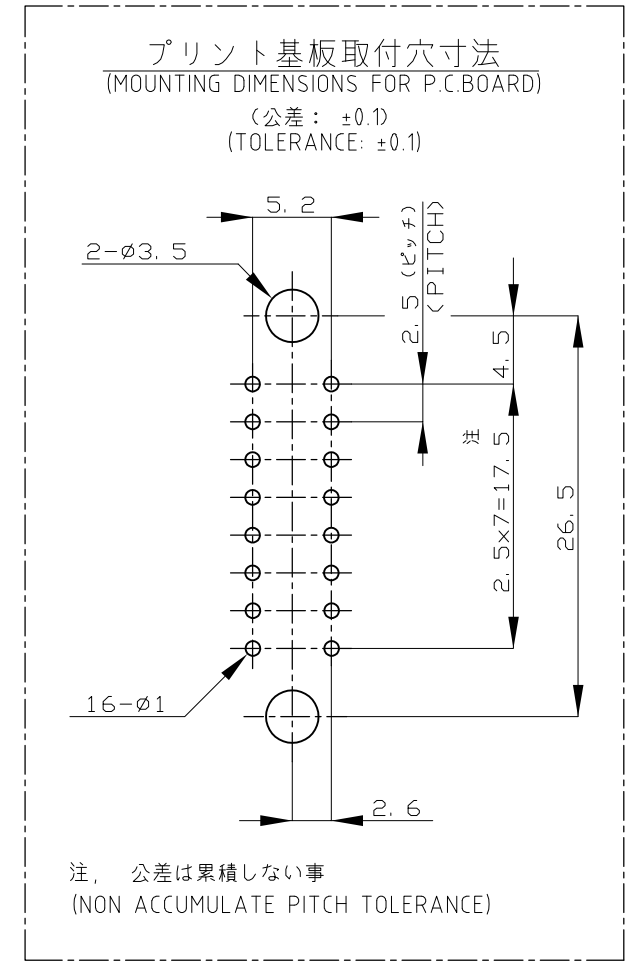 プリント基板取付穴寸法
(MOUNTING DIMENSIONS FOR P.C.BOARD)
(公差: ±0.1)
(TOLERANCE: ±0.1)
5. 2
2-ø3. 5
2. 5 (ピッチ)
(PITCH)
4. 5
注
2. 5×7=17. 5
26. 5
16-ø1
2. 6
注, 公差は累積しない事
(NON ACCUMULATE PITCH TOLERANCE)